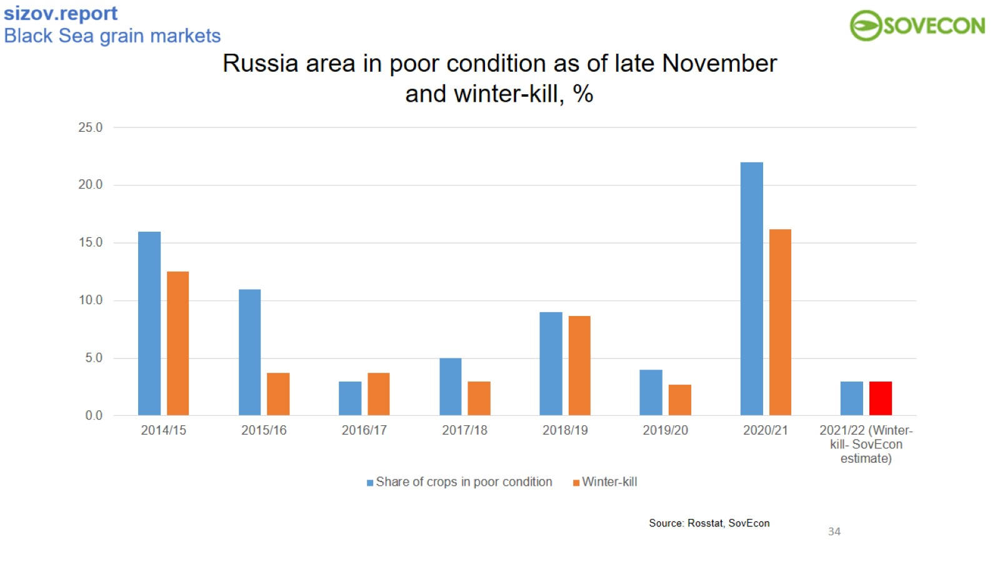 sizov.report
Black Sea grain markets
SOVECON
Russia area in poor condition as of late November
and winter-kill, %
25.0
20.0
15.0
10.0
5.0
0.0
2014/15
2015/16
2016/17
2017/18
2018/19
2019/20
2020/21
2021/22 (Winter-
kill- SovEcon
estimate)
Share of crops in poor condition
Winter-kill
Source: Rosstat, SovEcon
34